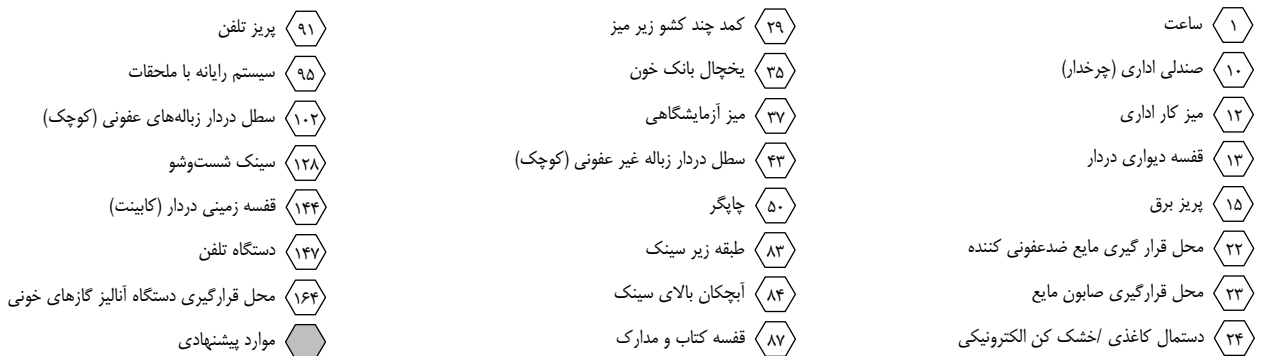 ۱ ساعت
۱۰ صندلی اداری (چرخدار)
۱۲ میز کار اداری
۱۳ قفسه دیواری دردار
۱۵ پریز برق
۲۲ محل قرار گیری مایع ضدعفونی کننده
۲۳ محل قرارگیری صابون مایع
۲۴ دستمال کاغذی /خشک کن الکترونیکی
۲۹ کمد چند کشو زیر میز
۳۵ یخچال بانک خون
۳۷ میز آزمایشگاهی
۴۳ سطل دردار زباله غیر عفونی (کوچک)
۵۰ چاپگر
۸۳ طبقه زیر سینک
۸۴ آبچکان بالای سینک
۸۷ قفسه کتاب و مدارک
۹۱ پریز تلفن
۹۵ سیستم رایانه با ملحقات
۱۰۲ سطل دردار زباله‌های عفونی (کوچک)
۱۲۸ سینک شست‌وشو
۱۴۴ قفسه زمینی دردار (کابینت)
۱۴۷ دستگاه تلفن
۱۶۴ محل قرارگیری دستگاه آنالیز گازهای خونی
موارد پیشنهادی